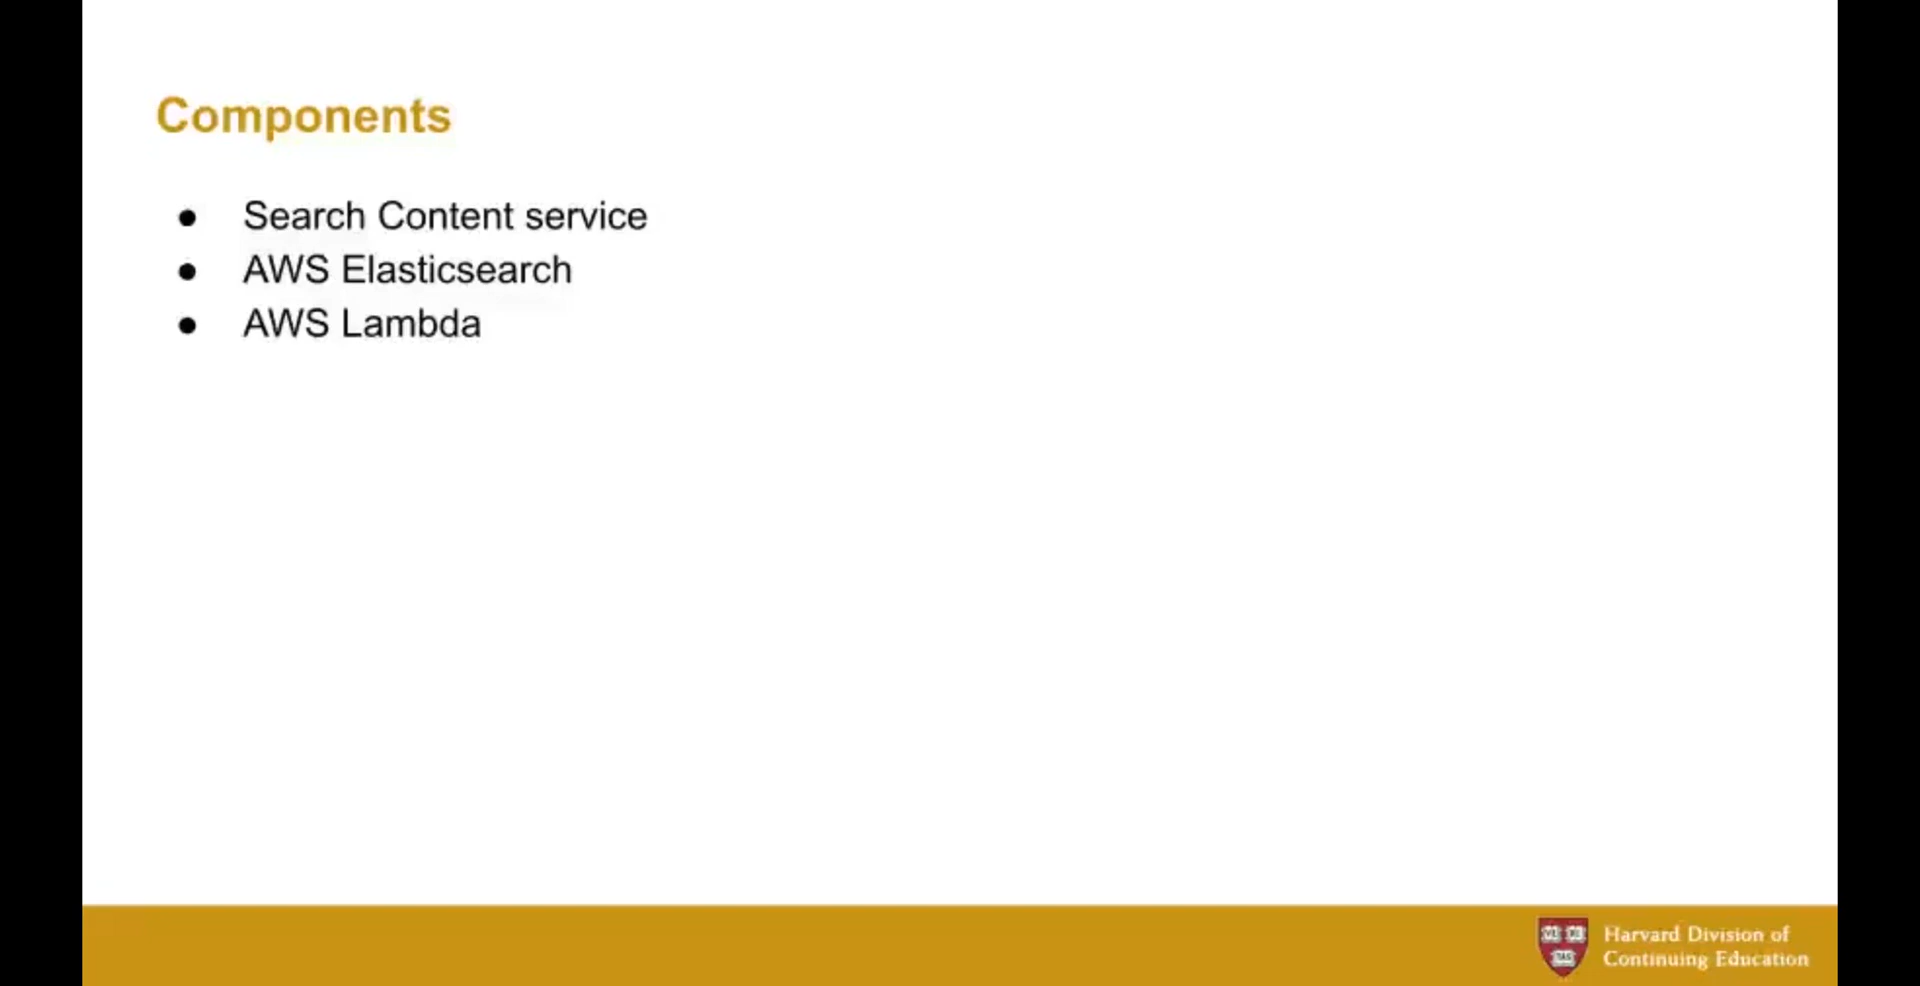 Components
● Search Content service
● AWS Elasticsearch
● AWS Lambda
Harvard Division of
Continuing Education